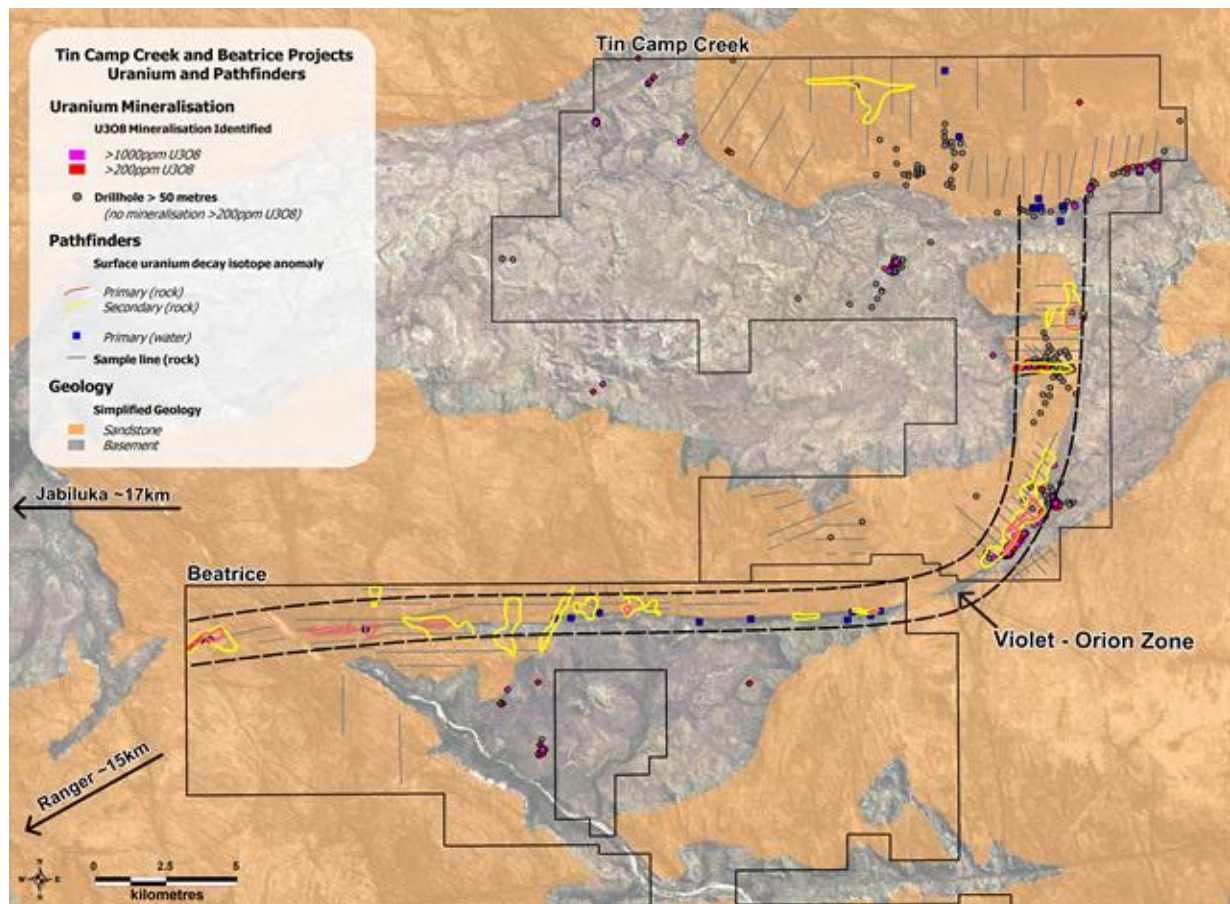 Tin Camp Creek and Beatrice Projects
Uranium and Pathfinders
Uranium Mineralisation
U3O8 Mineralisation Identified
>1000ppm U3O8
>200ppm U3O8
Drillhole > 50 metres
(no mineralisation >200ppm U3O8)
Pathfinders
Surface uranium decay isotope anomaly
Primary (rock)
Secondary (rock)
Primary (water)
Sample line (rock)
Geology
Simplified Geology
Sandstone
Basement
Tin Camp Creek
Jabiluka ~17km
Beatrice
Violet - Orion Zone
Ranger ~15km
N
W E
S
0 2.5 5
kilometres